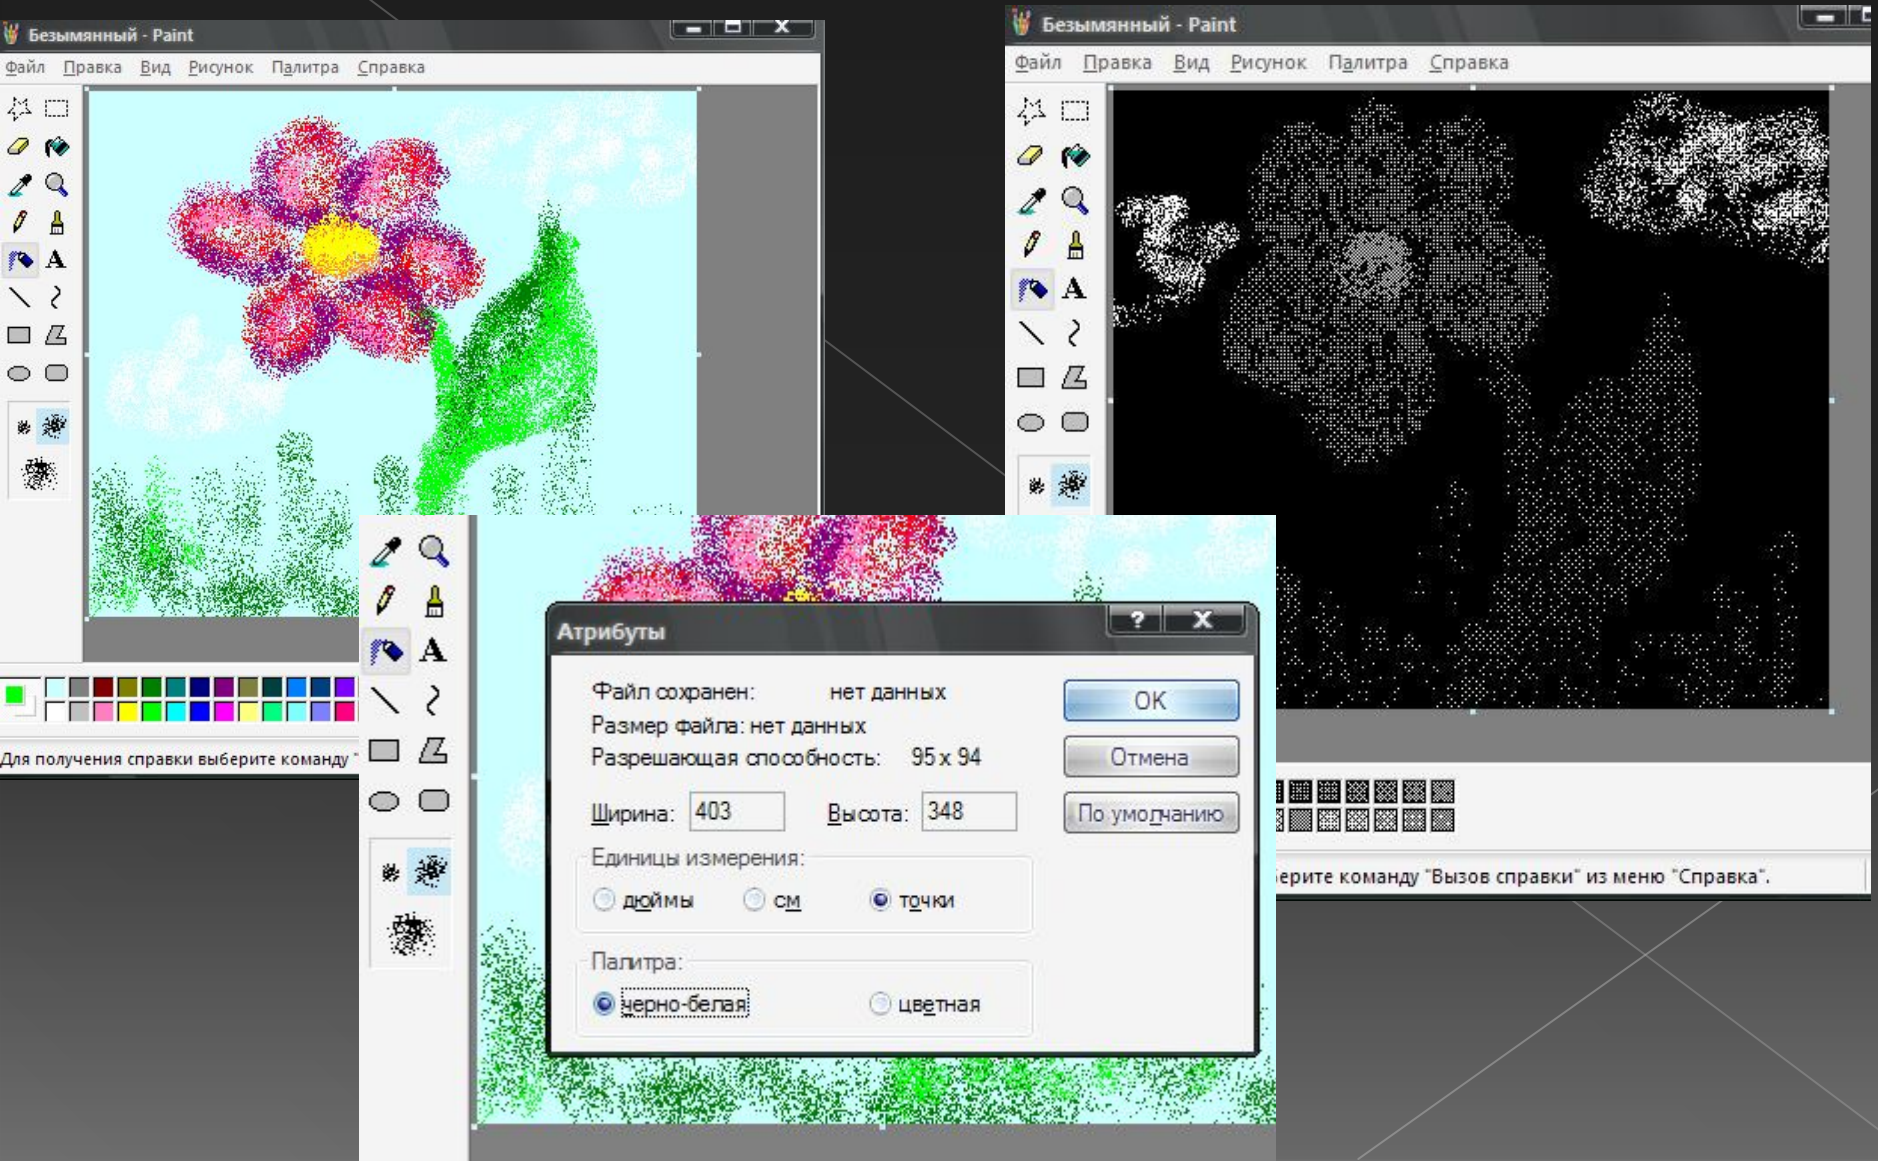 Безымянный - Paint
Файл Правка Вид Рисунок Палитра Справка
A
Для получения справки выберите команду "
Безымянный - Paint
Файл Правка Вид Рисунок Палитра Справка
A
ерите команду "Вызов справки" из меню "Справка".
A
Атрибуты
?
X
Файл сохранен: нет данных
Размер файла: нет данных
Разрешающая способность: 95 x 94
Ширина: 403 Высота: 348
Единицы измерения:
дюймы см точки
Палитра:
черно-белая цветная
OK
Отмена
По умолчанию